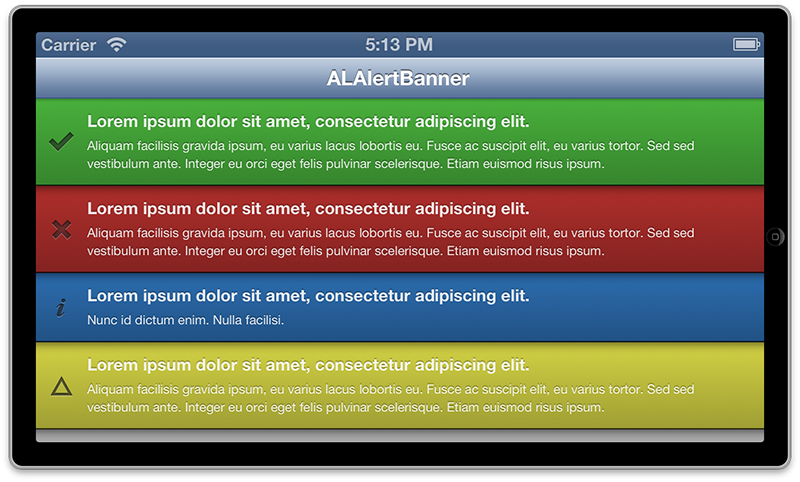 Carrier
5:13 PM
ALAlertBanner
Lorem ipsum dolor sit amet, consectetur adipiscing elit.
Aliquam facilisis gravida ipsum, eu varius lacus lobortis eu. Fusce ac suscipit elit, eu varius tortor. Sed sed
vestibulum ante. Integer eu orci eget felis pulvinar scelerisque. Etiam euismod risus ipsum.
Lorem ipsum dolor sit amet, consectetur adipiscing elit.
Aliquam facilisis gravida ipsum, eu varius lacus lobortis eu. Fusce ac suscipit elit, eu varius tortor. Sed sed
vestibulum ante. Integer eu orci eget felis pulvinar scelerisque. Etiam euismod risus ipsum.
Lorem ipsum dolor sit amet, consectetur adipiscing elit.
Nunc id dictum enim. Nulla facilisi.
Lorem ipsum dolor sit amet, consectetur adipiscing elit.
Aliquam facilisis gravida ipsum, eu varius lacus lobortis eu. Fusce ac suscipit elit, eu varius tortor. Sed sed
vestibulum ante. Integer eu orci eget felis pulvinar scelerisque. Etiam euismod risus ipsum.